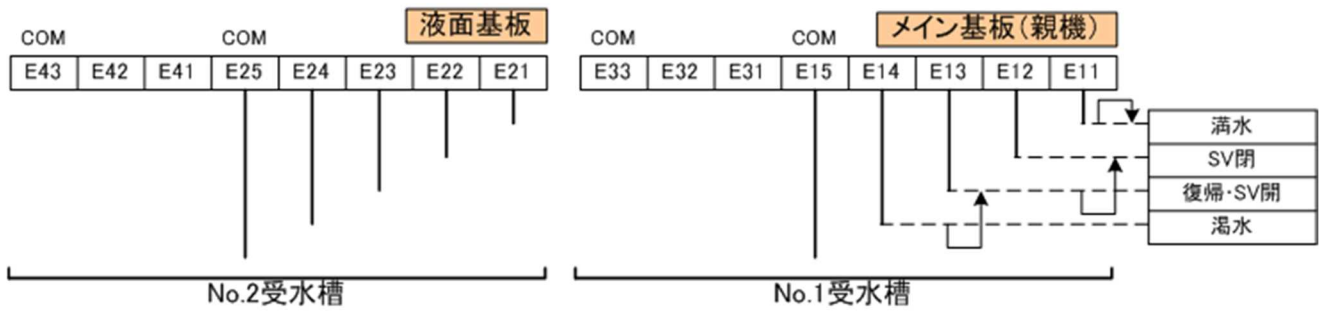 液面基板
メイン基板(親機)
COM COM COM COM
E43 E42 E41 E25 E24 E23 E22 E21 E33 E32 E31 E15 E14 E13 E12 E11
満水
SV閉
復帰・SV開
渇水
No.2受水槽 No.1受水槽